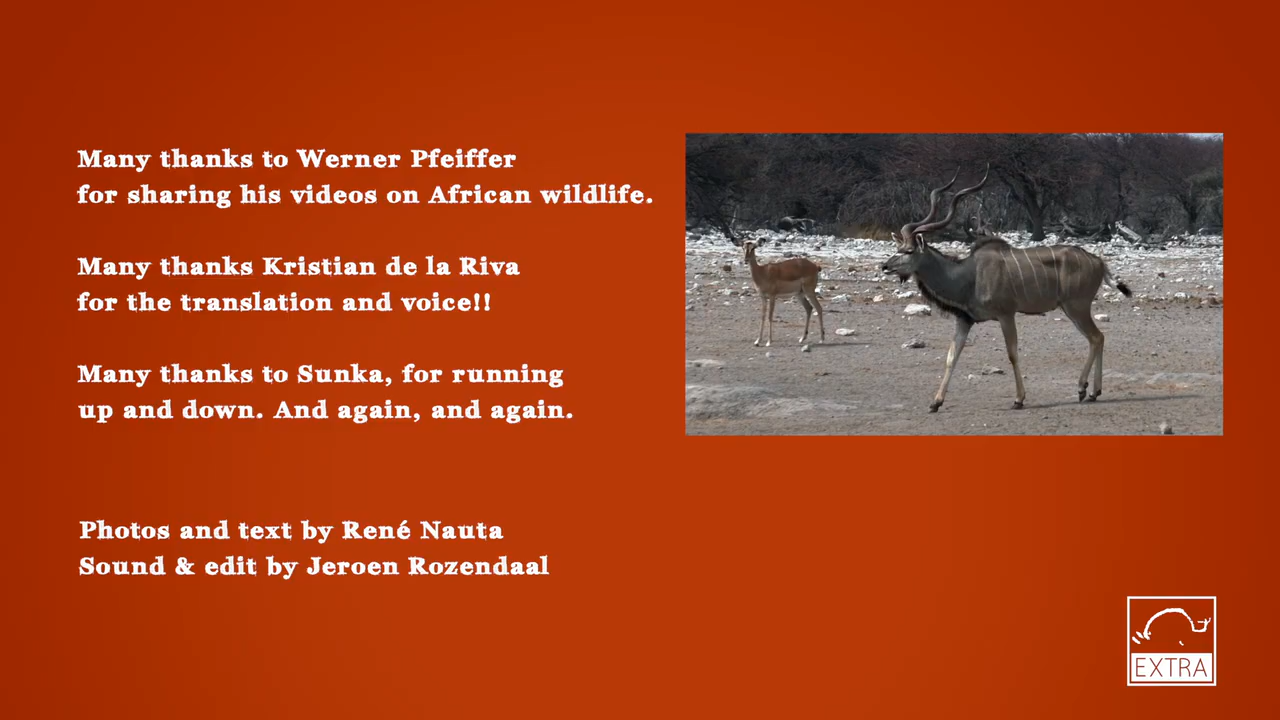 Many thanks to Werner Pfeiffer
for sharing his videos on African wildlife.
Many thanks Kristian de la Riva
for the translation and voice!!
Many thanks to Sunka, for running
up and down. And again, and again.
Photos and text by René Nauta
Sound & edit by Jeroen Rozendaal
EXTRA